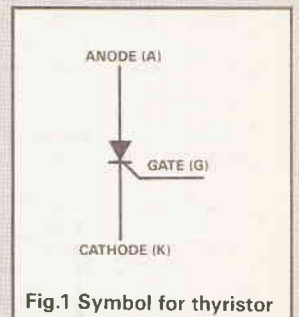 ANODE (A)
GATE (G)
CATHODE (K)
Fig.1 Symbol for thyristor